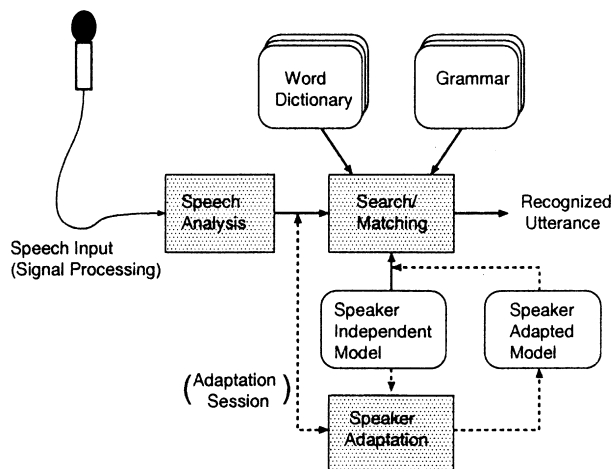 Word
Dictionary
Grammar
Speech
Analysis
Search/
Matching
Recognized
Utterance
Speech Input
(Signal Processing)
Speaker
Independent
Model
Speaker
Adapted
Model
(Adaptation
Session)
Speaker
Adaptation